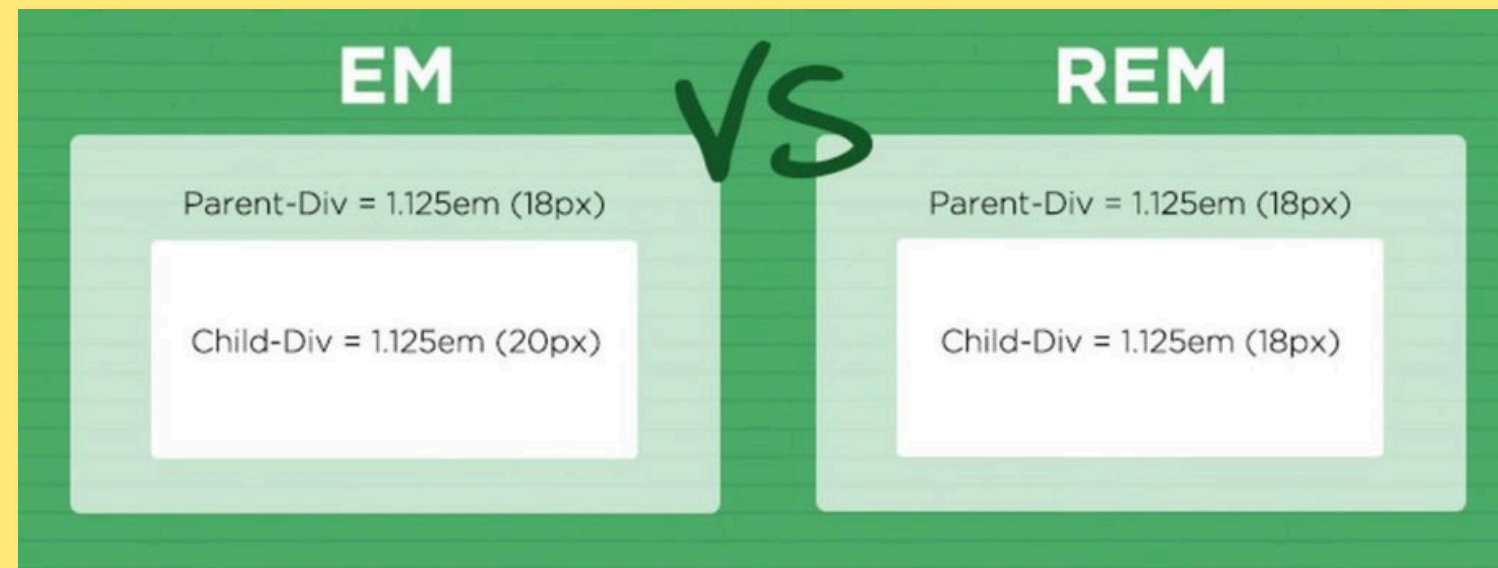 EM
VS
REM
Parent-Div = 1.125em (18px)
Child-Div = 1.125em (20px)
Parent-Div = 1.125em (18px)
Child-Div = 1.125em (18px)